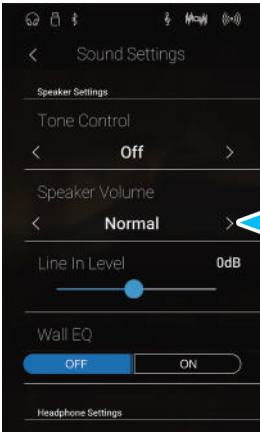 Sound Settings
Speaker Settings
Tone Control
Off
Speaker Volume
Normal
Line In Level 0dB
Wall EQ
OFF ON
Headphone Settings